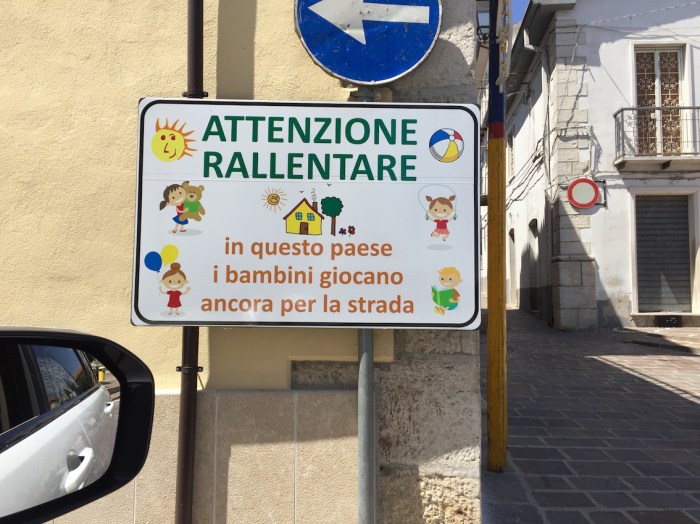 ATTENZIONE
RALLENTARE
in questo paese
i bambini giocano
ancora per la strada